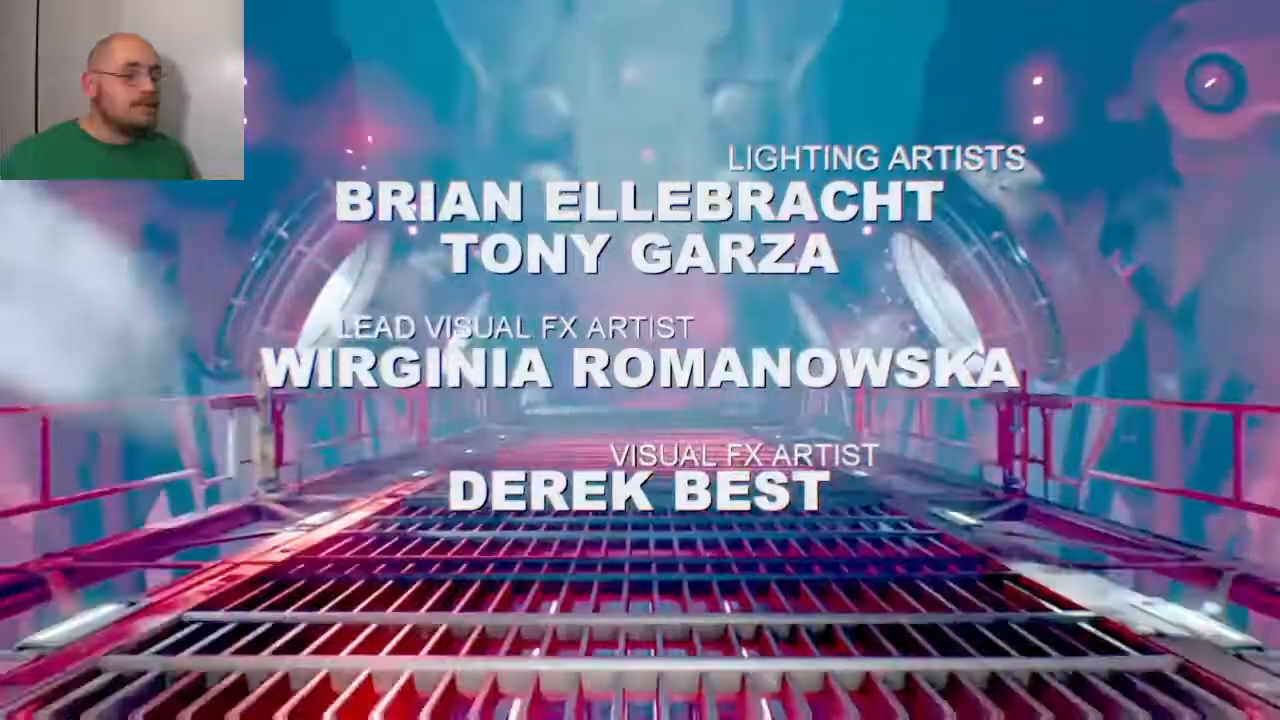 LIGHTING ARTISTS
BRIAN ELLEBRACHT
TONY GARZA
LEAD VISUAL FX ARTIST
WIRGINIA ROMANOWSKA
VISUAL FX ARTIST
DEREK BEST